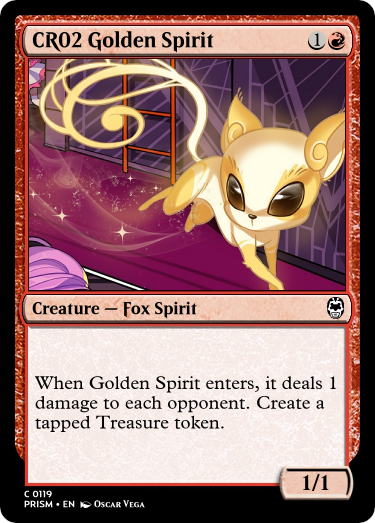 CR02 Golden Spirit 1
Creature — Fox Spirit
When Golden Spirit enters, it deals 1
damage to each opponent. Create a
tapped Treasure token.
1/1
C 0119
PRISM • EN Oscar Vega